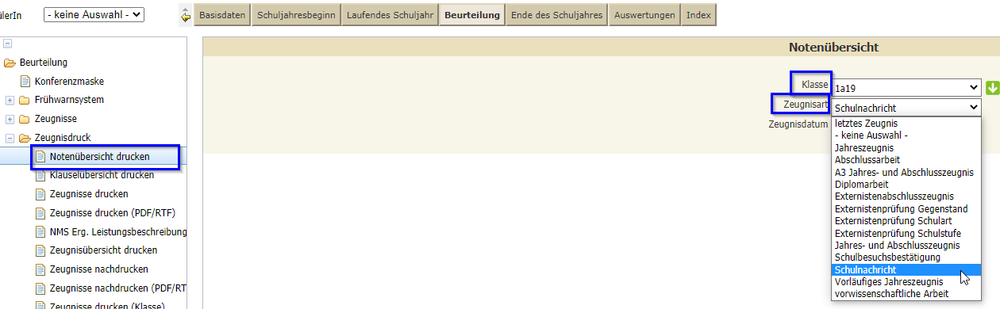 ülerIn - keine Auswahl -
Basisdaten Schuljahresbeginn Laufendes Schuljahr Beurteilung Ende des Schuljahres Auswertungen Index
Beurteilung
Konferenzmaske
Frühwarnsystem
Zeugnisse
Zeugnisdruck
Notenübersicht drucken
Klauselübersicht drucken
Zeugnisse drucken
Zeugnisse drucken (PDF/RTF)
NMS Erg. Leistungsbeschreibung
Zeugnisübersicht drucken
Zeugnisse nachdrucken
Zeugnisse nachdrucken (PDF/RT
Zeugnisse drucken (Klasse)
Notenübersicht
Klasse 1a19
Zeugnisart Schulnachricht
Zeugnisdatum
letztes Zeugnis
- keine Auswahl -
Jahreszeugnis
Abschlussarbeit
A3 Jahres- und Abschlusszeugnis
Diplomarbeit
Externistenabschlusszeugnis
Externistenprüfung Gegenstand
Externistenprüfung Schulart
Externistenprüfung Schulstufe
Jahres- und Abschlusszeugnis
Schulbesuchsbestätigung
Schulnachricht
Vorläufiges Jahreszeugnis
vorwissenschaftliche Arbeit